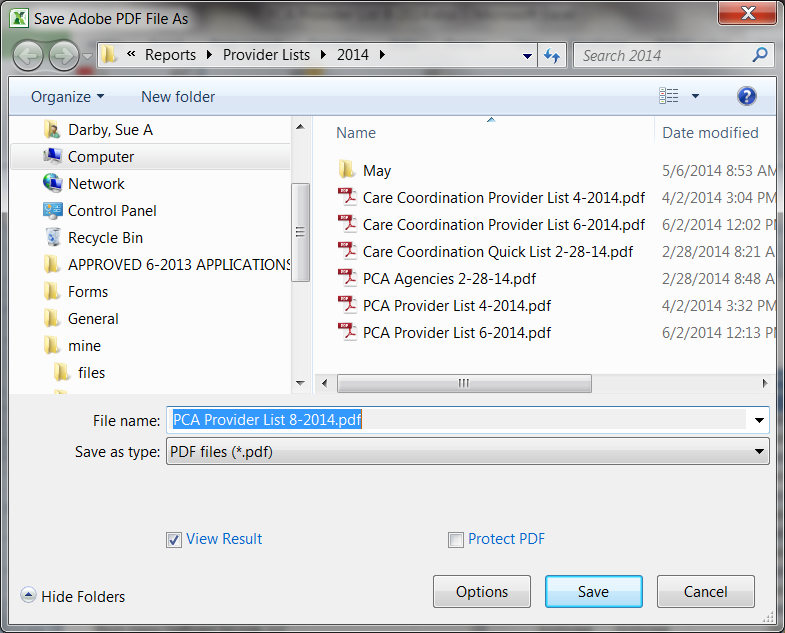 Save Adobe PDF File As
« Reports Provider Lists 2014
Search 2014
Organize New folder
Darby, Sue A
Computer
Network
Control Panel
Recycle Bin
APPROVED 6-2013 APPLICATIONS
Forms
General
mine
files
Name Date modified
May 5/6/2014 8:53 AM
Care Coordination Provider List 4-2014.pdf 4/2/2014 3:04 PM
Care Coordination Provider List 6-2014.pdf 6/2/2014 12:02 PM
Care Coordination Quick List 2-28-14.pdf 2/28/2014 8:21 AM
PCA Agencies 2-28-14.pdf 2/28/2014 8:48 AM
PCA Provider List 4-2014.pdf 4/2/2014 3:32 PM
PCA Provider List 6-2014.pdf 6/2/2014 12:13 PM
File name: PCA Provider List 8-2014.pdf
Save as type: PDF files (*.pdf)
View Result Protect PDF
Hide Folders Options Save Cancel